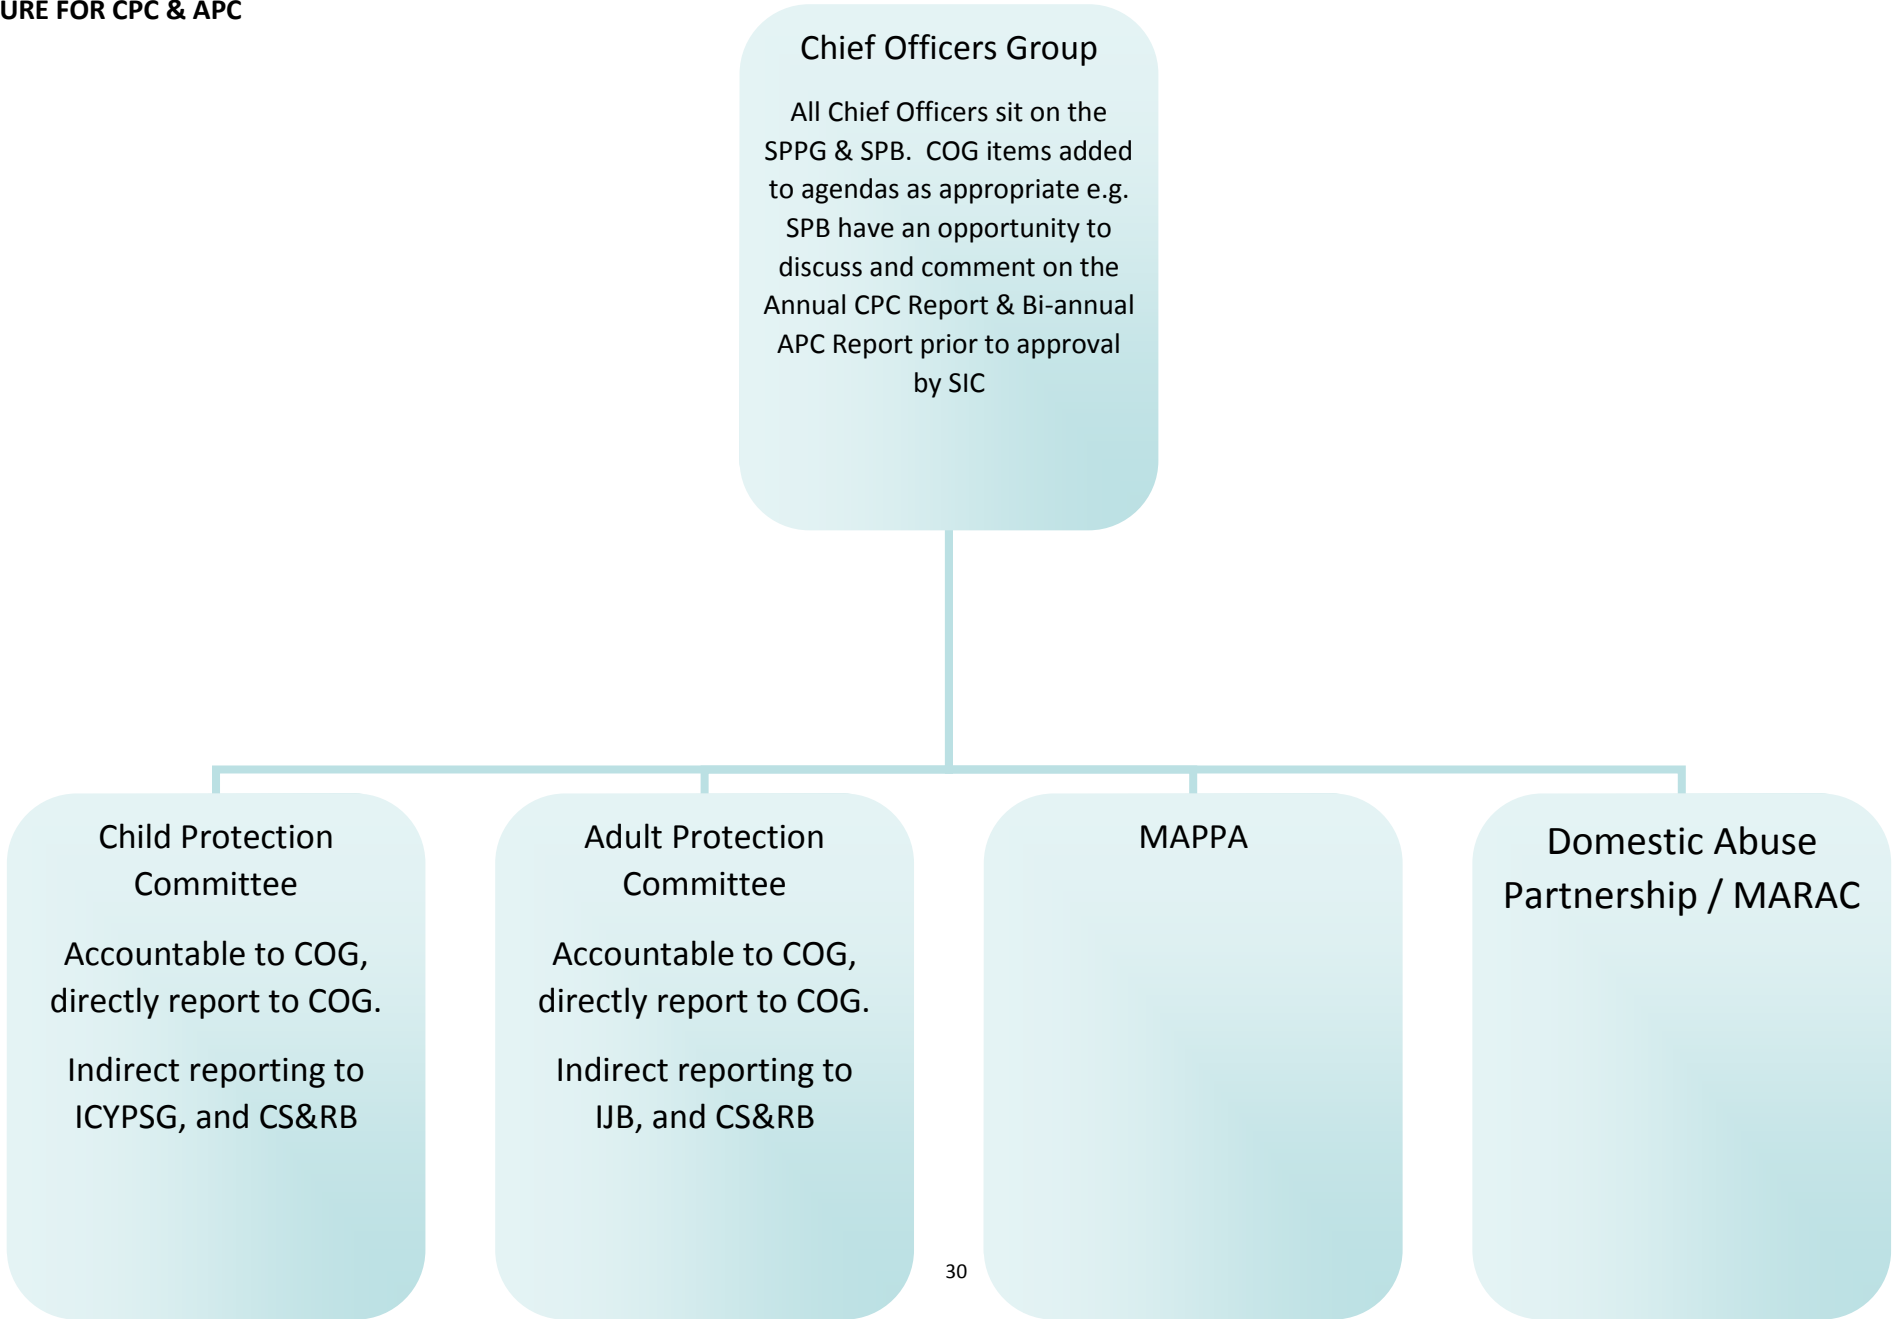 URE FOR CPC & APC
Chief Officers Group
All Chief Officers sit on the
SPPG & SPB.  COG items added
to agendas as appropriate e.g.
SPB have an opportunity to
discuss and comment on the
Annual CPC Report & Bi-annual
APC Report prior to approval
by SIC
Child Protection
Committee
Accountable to COG,
directly report to COG.
Indirect reporting to
ICYPSG, and CS&RB
Adult Protection
Committee
Accountable to COG,
directly report to COG.
Indirect reporting to
IJB, and CS&RB
MAPPA
Domestic Abuse
Partnership / MARAC
30